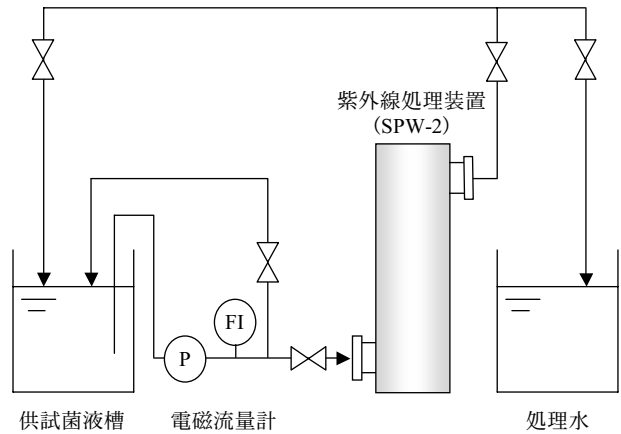 紫外線処理装置
(SPW-2)
FI
P
供試菌液槽
電磁流量計
処理水